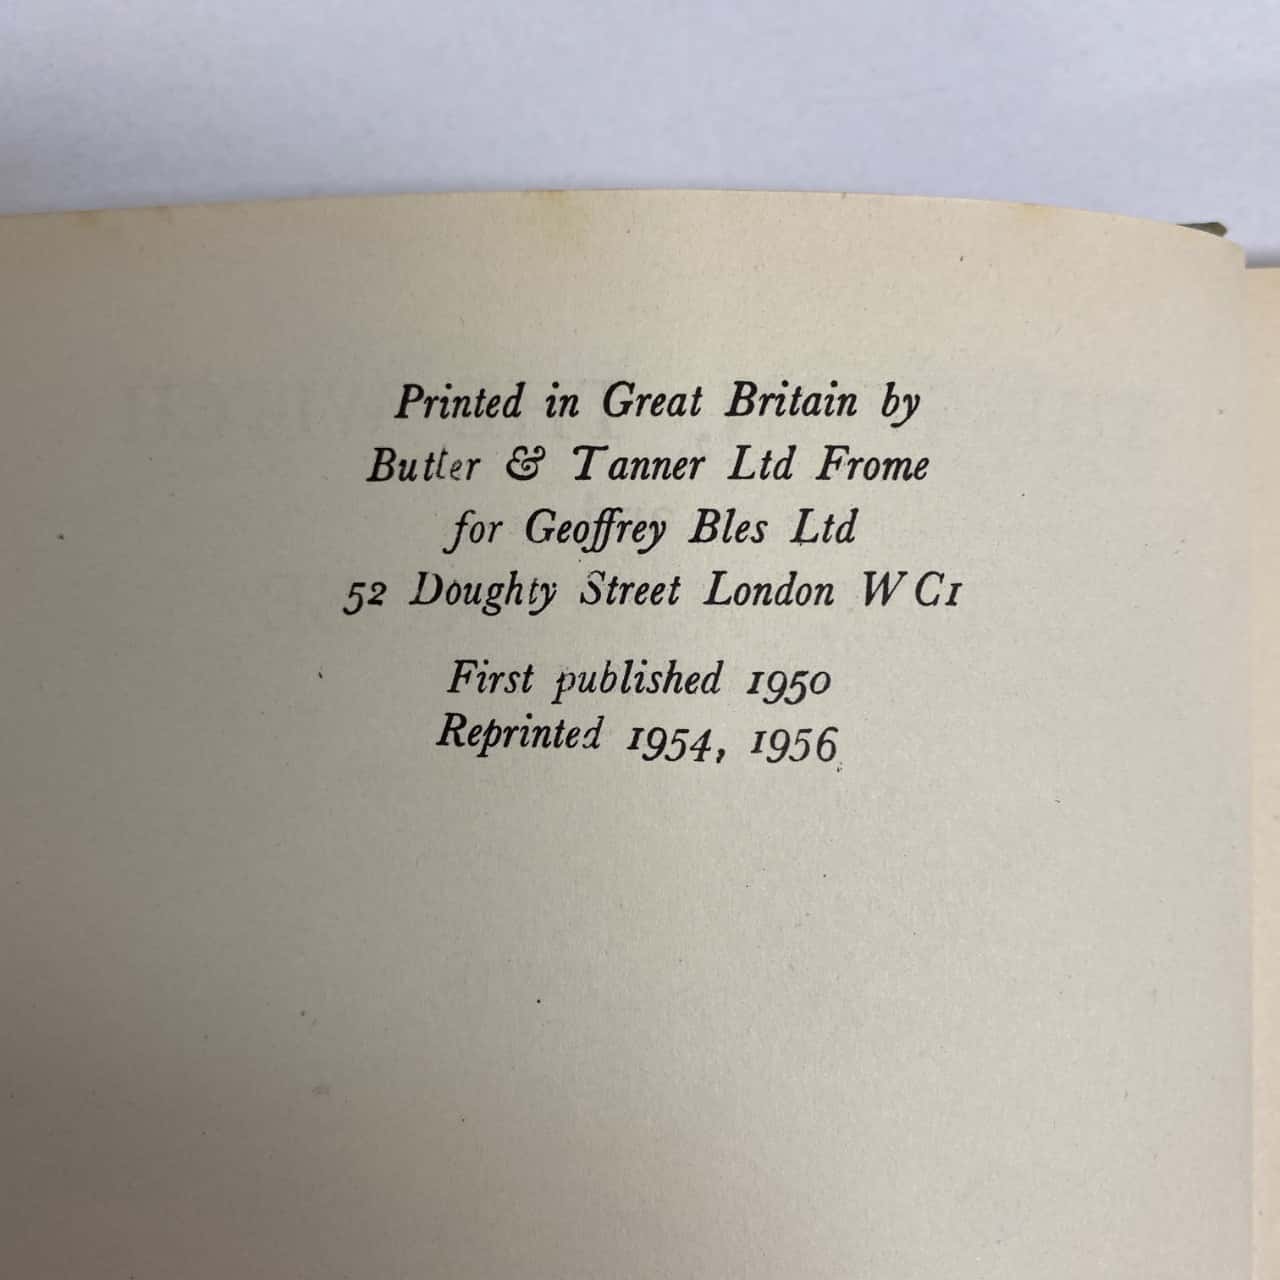 Printed in Great Britain by
Butler & Tanner Ltd Frome
for Geoffrey Bles Ltd
52 Doughty Street London WC1
First published 1950
Reprinted 1954, 1956